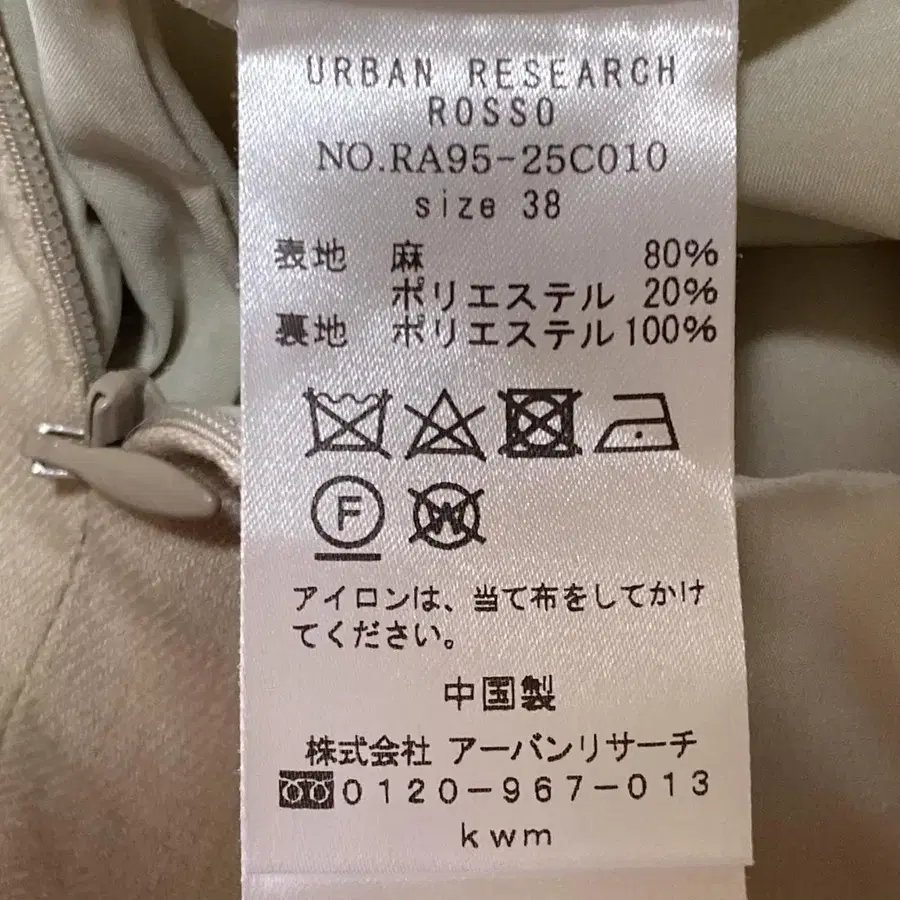 URBAN RESEARCH
ROSSO
NO.RA95-25C010
size 38
表地 麻 80%
ポリエステル 20%
裏地 ポリエステル 100%
F W
アイロンは、当て布をしてかけ
てください。
中国製
株式会社 アーバンリサーチ
0120-967-013
kwm